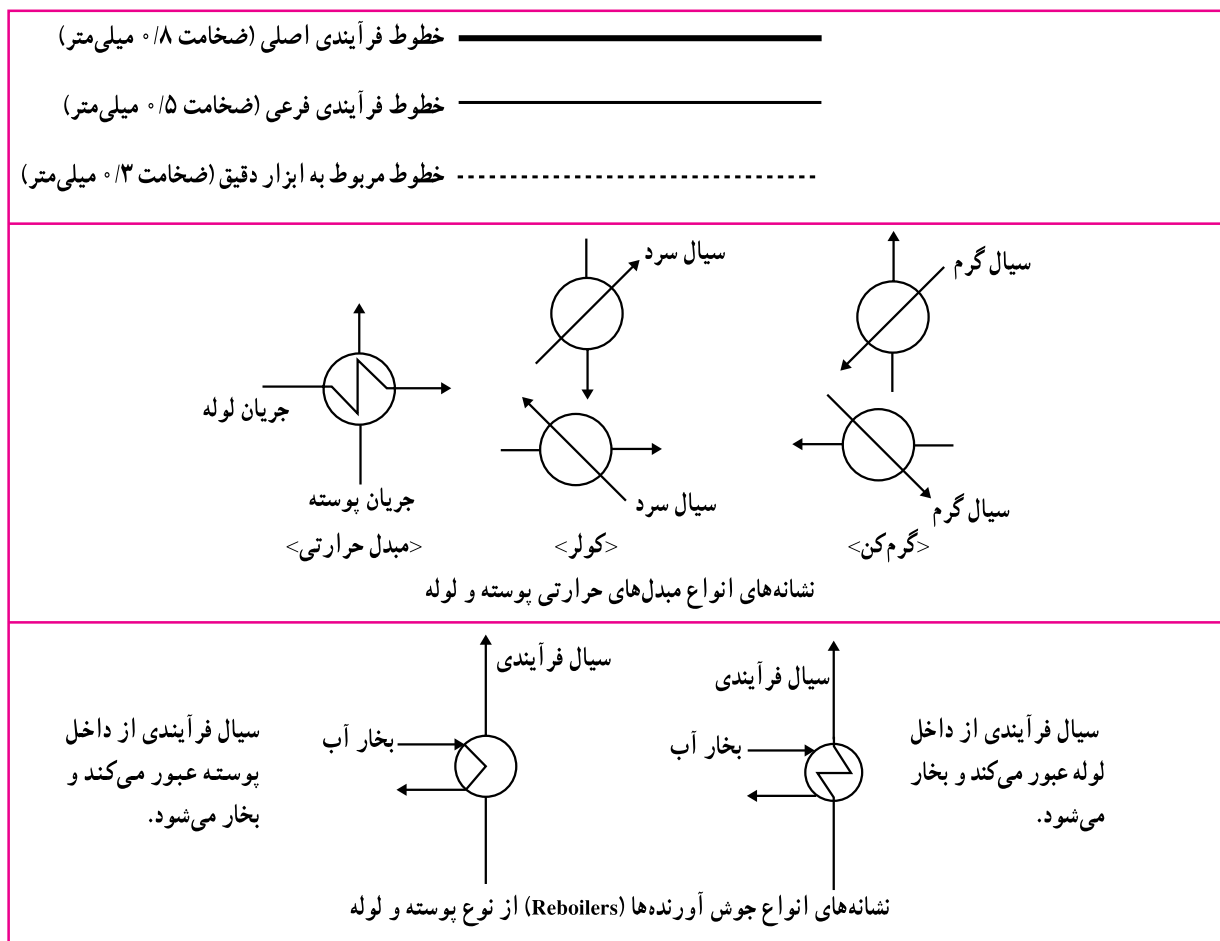 خطوط فرآیندی اصلی (ضخامت ۰/۸ میلی‌متر)
خطوط فرآیندی فرعی (ضخامت ۰/۵ میلی‌متر)
خطوط مربوط به ابزار دقیق (ضخامت ۰/۳ میلی‌متر)
سیال گرم
سیال سرد
جریان لوله
سیال گرم
سیال سرد
جریان پوسته
<گرم‌کن>
<کولر>
<مبدل حرارتی>
نشانه‌های انواع مبدل‌های حرارتی پوسته و لوله
سیال فرآیندی از داخل
لوله عبور می‌کند و بخار
می‌شود.
سیال فرآیندی
بخار آب
سیال فرآیندی
بخار آب
سیال فرآیندی از داخل
پوسته عبور می‌کند و
بخار می‌شود.
نشانه‌های انواع جوش آورنده‌ها (Reboilers) از نوع پوسته و لوله